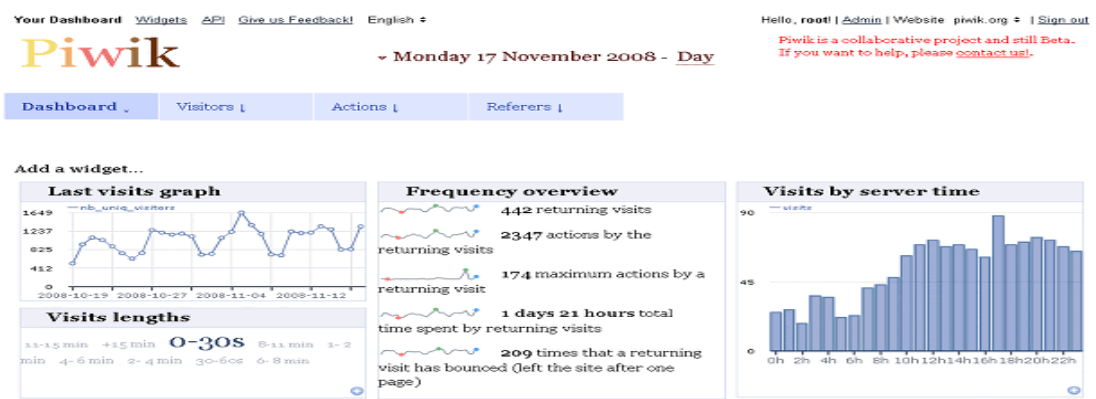 Your Dashboard Widgets API Give us Feedback! English
Hello, root! | Admin | Website piwik.org | Sign out
Piwik
Monday 17 November 2008 - Day
Piwik is a collaborative project and still Beta.
If you want to help, please contact us!.
Dashboard Visitors Actions Referers
Add a widget...
Last visits graph
nb_uniq_visitors
1649
1237
825
412
0
2008-10-19 2008-10-27 2008-11-04 2008-11-12
Visits lengths
11-15 min +15 min 0-30s 8-11 min 1-2
min 4-6 min 2-4 min 30-60s 6-8 min
Frequency overview
442 returning visits
2347 actions by the
returning visits
174 maximum actions by a
returning visit
1 days 21 hours total
time spent by returning visits
209 times that a returning
visit has bounced (left the site after one
page)
Visits by server time
visits
90
45
0
0h 2h 4h 6h 8h 10h 12h 14h 16h 18h 20h 22h